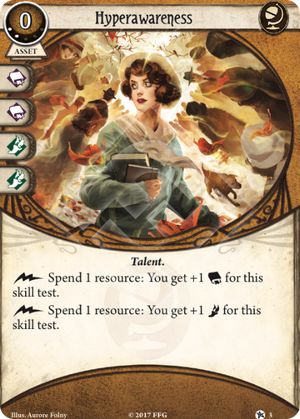 Hyperawareness
0
ASSET
Talent.
Spend 1 resource: You get +1 for this
skill test.
Spend 1 resource: You get +1 for this
skill test.
Illus. Aurore Folny © 2017 FFG 3